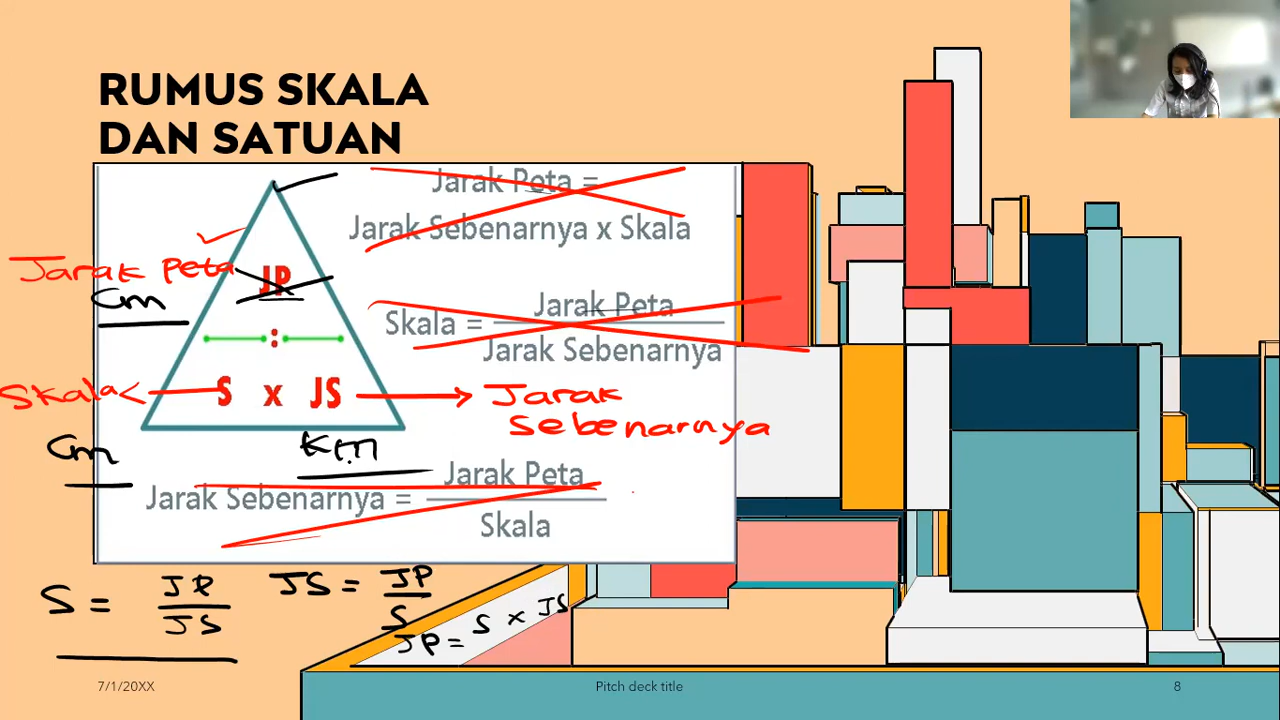 RUMUS SKALA
DAN SATUAN
Jarak Peta =
Jarak Sebenarnya x Skala
Jarak Peta
cm
JP
:
Skala =
Jarak Peta
Jarak Sebenarnya
Skala
S x JS
Jarak
Sebenarnya
cm
km
Jarak Sebenarnya =
Jarak Peta
Skala
S = JP
JS
JS = JP
S
JP = S x JS
7/1/20XX
Pitch deck title
8